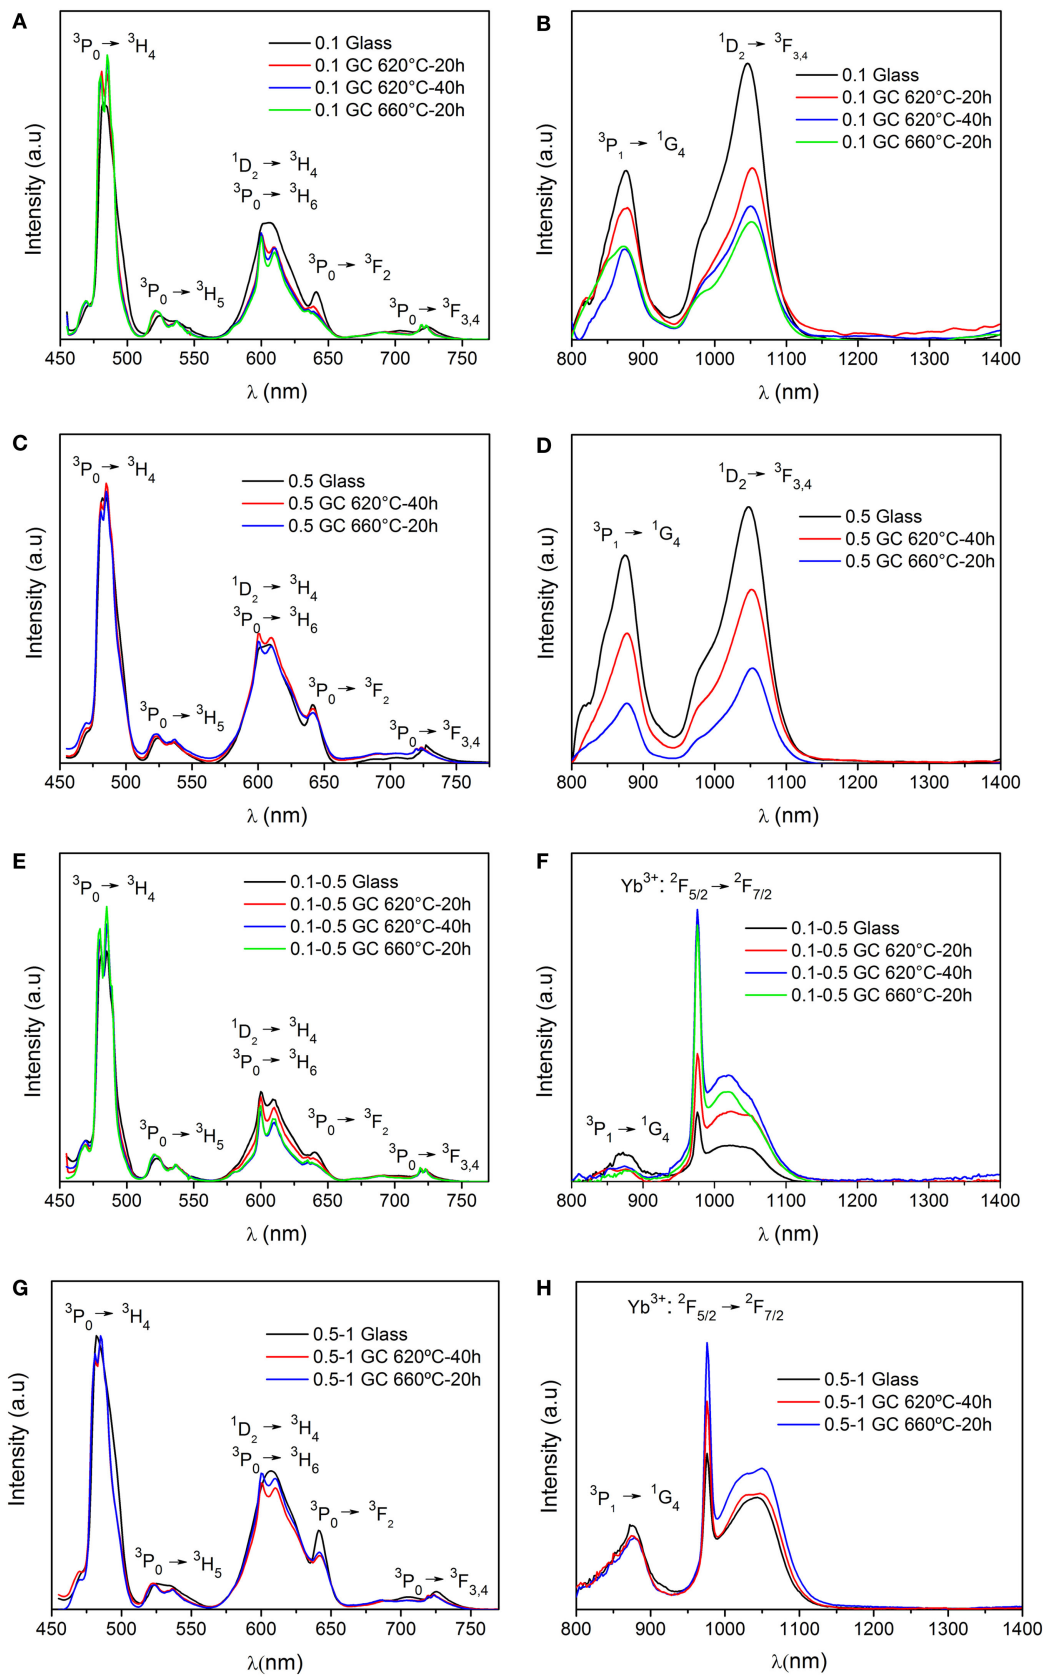 A
³P₀ → ³H₄
0.1 Glass
0.1 GC 620°C-20h
0.1 GC 620°C-40h
0.1 GC 660°C-20h
¹D₂ → ³H₄
³P₀ → ³H₆
³P₀ → ³F₂
³P₀ → ³H₅
³P₀ → ³F₃,₄
Intensity (a.u)
450 500 550 600 650 700 750
λ (nm)
B
¹D₂ → ³F₃,₄
0.1 Glass
0.1 GC 620°C-20h
0.1 GC 620°C-40h
0.1 GC 660°C-20h
³P₁ → ¹G₄
Intensity (a.u)
800 900 1000 1100 1200 1300 1400
λ (nm)
C
³P₀ → ³H₄
0.5 Glass
0.5 GC 620°C-40h
0.5 GC 660°C-20h
¹D₂ → ³H₄
³P₀ → ³H₆
³P₀ → ³F₂
³P₀ → ³H₅
³P₀ → ³F₃,₄
Intensity (a.u)
450 500 550 600 650 700 750
λ (nm)
D
¹D₂ → ³F₃,₄
0.5 Glass
0.5 GC 620°C-40h
0.5 GC 660°C-20h
³P₁ → ¹G₄
Intensity (a.u)
800 900 1000 1100 1200 1300 1400
λ (nm)
E
³P₀ → ³H₄
0.1-0.5 Glass
0.1-0.5 GC 620°C-20h
0.1-0.5 GC 620°C-40h
0.1-0.5 GC 660°C-20h
¹D₂ → ³H₄
³P₀ → ³H₆
³P₀ → ³F₂
³P₀ → ³H₅
³P₀ → ³F₃,₄
Intensity (a.u)
450 500 550 600 650 700 750
λ (nm)
F
Yb³⁺: ²F₅/₂ → ²F₇/₂
0.1-0.5 Glass
0.1-0.5 GC 620°C-20h
0.1-0.5 GC 620°C-40h
0.1-0.5 GC 660°C-20h
³P₁ → ¹G₄
Intensity (a.u)
800 900 1000 1100 1200 1300 1400
λ (nm)
G
³P₀ → ³H₄
0.5-1 Glass
0.5-1 GC 620ºC-40h
0.5-1 GC 660ºC-20h
¹D₂ → ³H₄
³P₀ → ³H₆
³P₀ → ³F₂
³P₀ → ³H₅
³P₀ → ³F₃,₄
Intensity (a.u)
450 500 550 600 650 700 750
λ(nm)
H
Yb³⁺: ²F₅/₂ → ²F₇/₂
0.5-1 Glass
0.5-1 GC 620ºC-40h
0.5-1 GC 660ºC-20h
³P₁ → ¹G₄
Intensity (a.u)
800 900 1000 1100 1200 1300 1400
λ(nm)